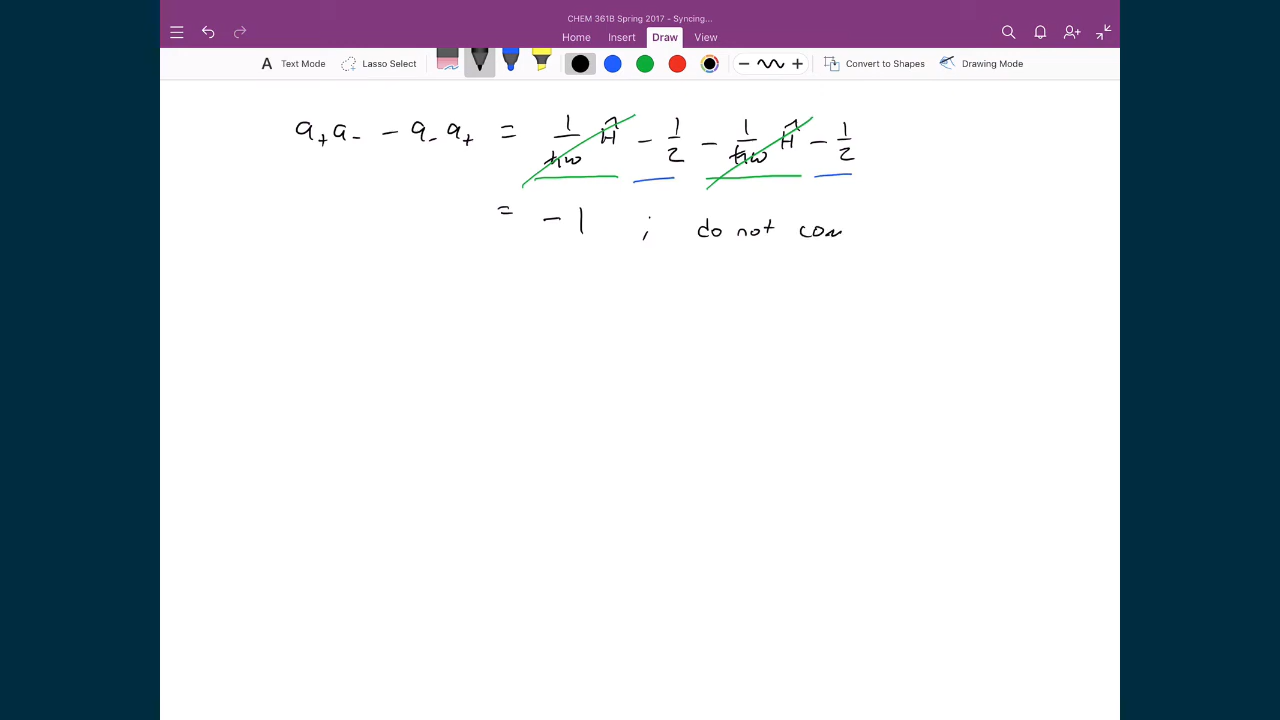 CHEM 361B Spring 2017 - Syncing...
Home Insert Draw View
A Text Mode Lasso Select Convert to Shapes Drawing Mode
a₊a₋ − a₋a₊ = 1/ħω Ĥ − 1/2 − 1/ħω Ĥ − 1/2
= −1 ; do not com